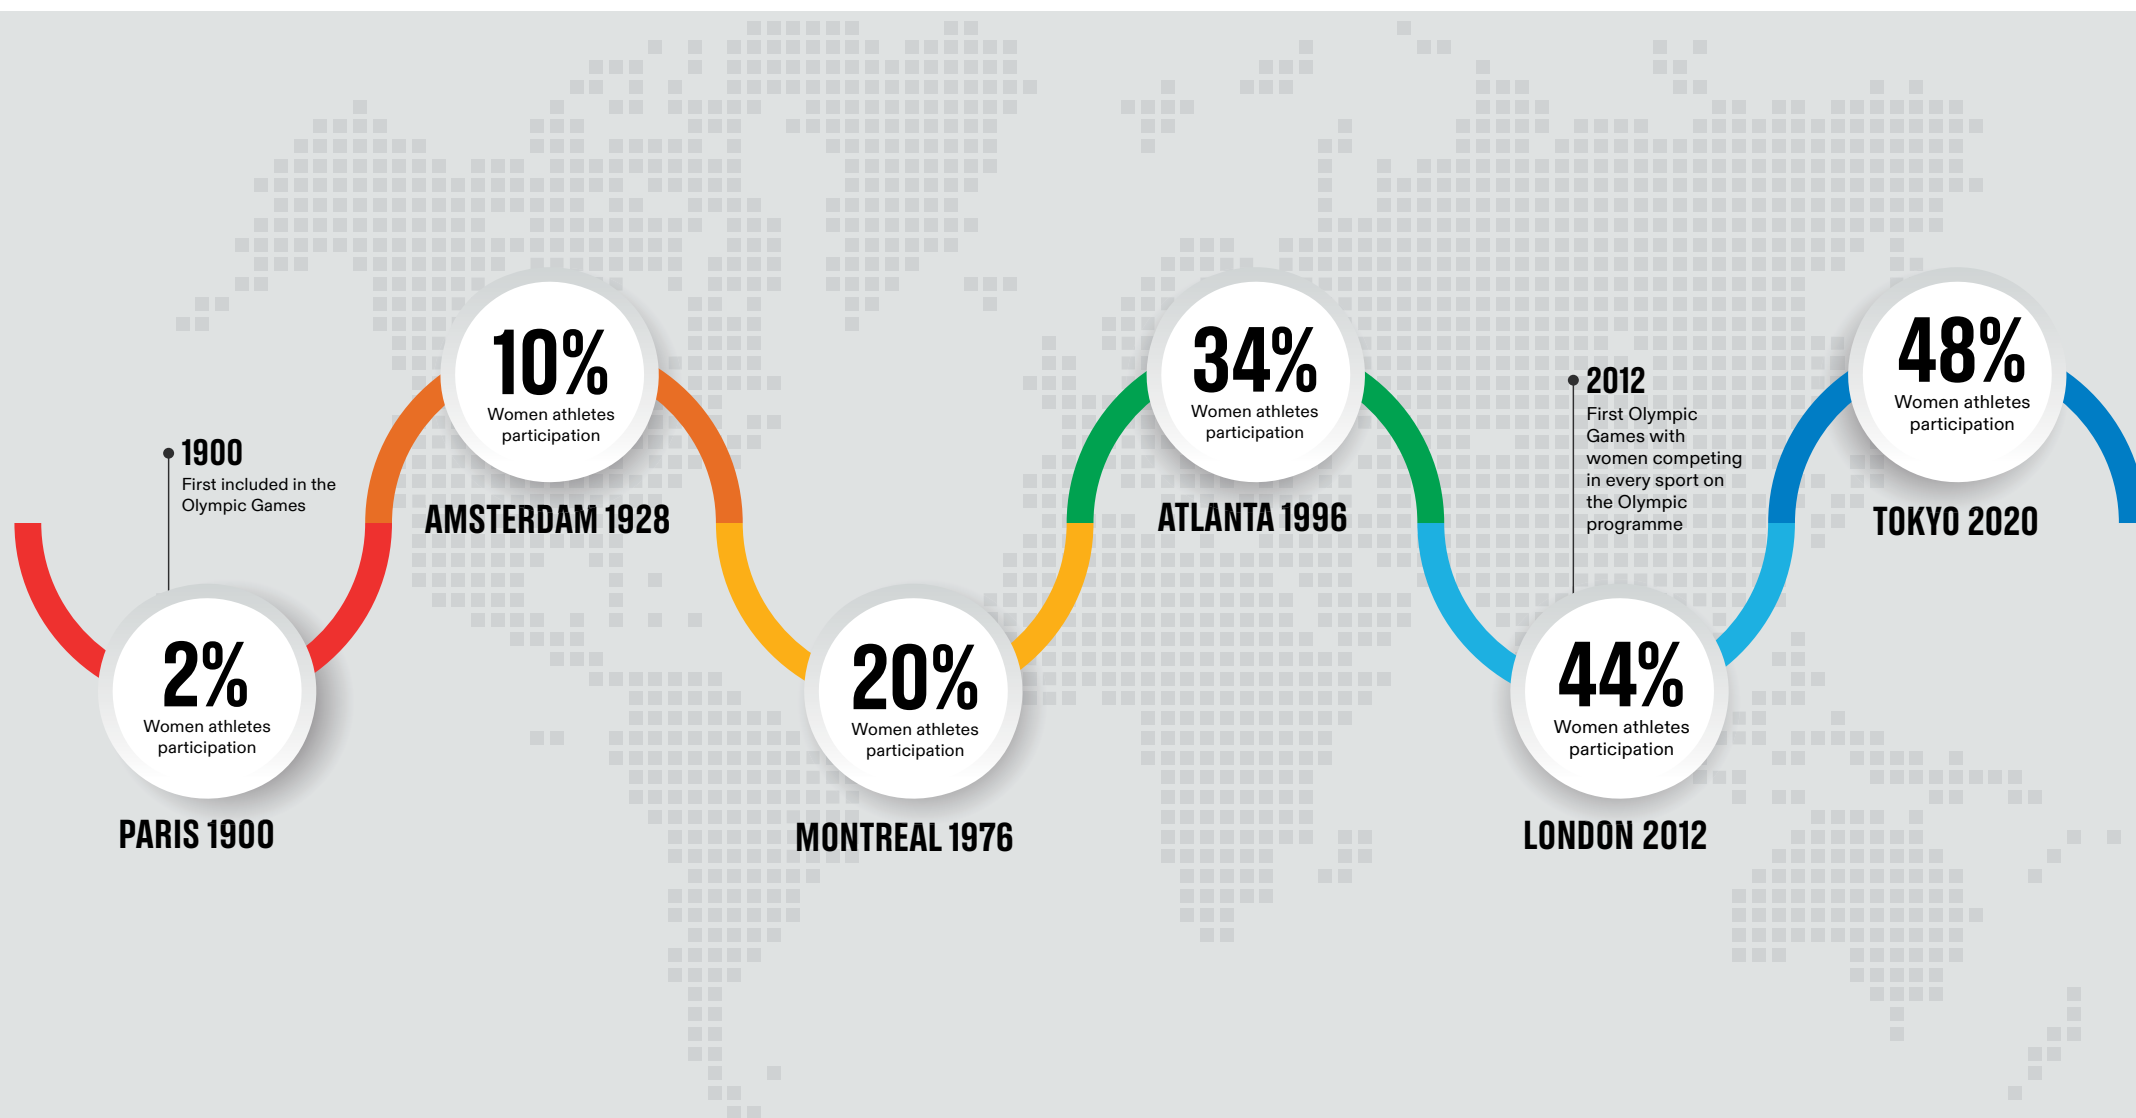 1900
First included in the
Olympic Games
2%
Women athletes
participation
PARIS 1900
10%
Women athletes
participation
AMSTERDAM 1928
20%
Women athletes
participation
MONTREAL 1976
34%
Women athletes
participation
ATLANTA 1996
2012
First Olympic
Games with
women competing
in every sport on
the Olympic
programme
44%
Women athletes
participation
LONDON 2012
48%
Women athletes
participation
TOKYO 2020